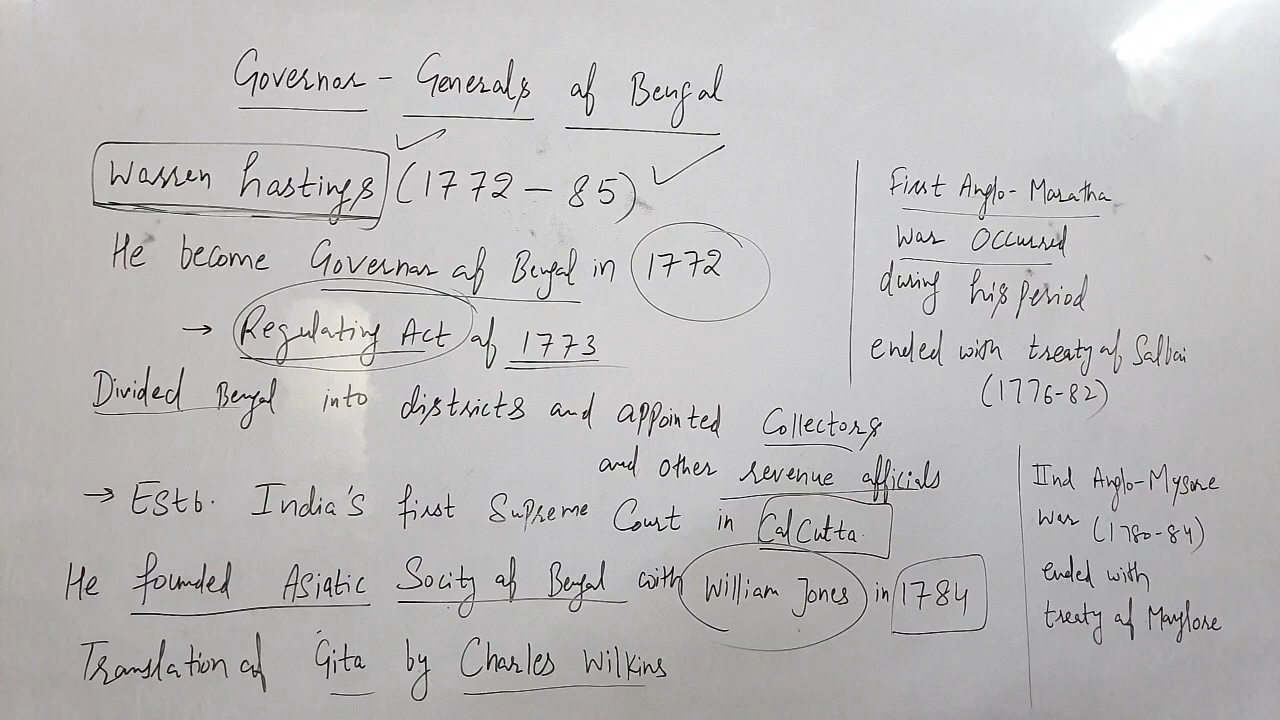 Governor - Generals of Bengal
Warren hastings (1772 - 85)
He become Governor of Bengal in 1772
→ Regulating Act of 1773
Divided Bengal into districts and appointed Collectors
and other revenue officials
→ Estb. India's first Supreme Court in Calcutta.
He founded Asiatic Socity of Bengal with William Jones in 1784
Translation of Gita by Charles Wilkins
First Anglo-Maratha
war occurred
during his period
ended with treaty of Salbai
(1776-82)
IInd Anglo-Mysore
war (1780-84)
ended with
treaty of Maglore